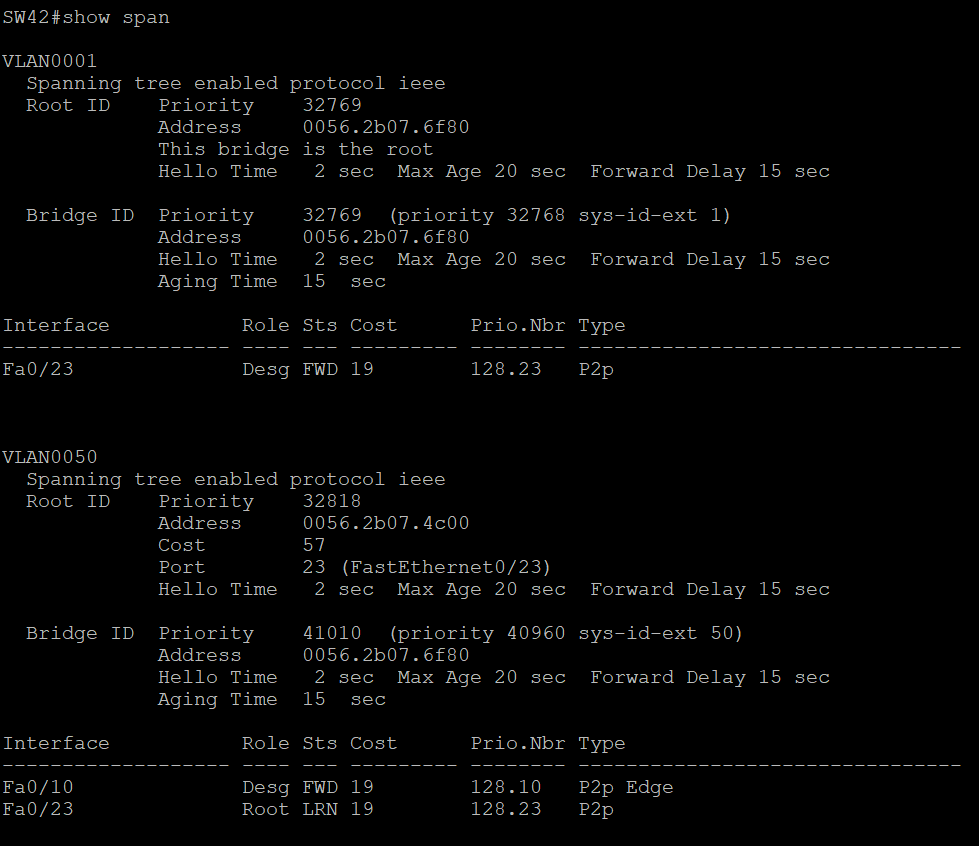 SW42#show span
VLAN0001
  Spanning tree enabled protocol ieee
  Root ID    Priority    32769
             Address     0056.2b07.6f80
             This bridge is the root
             Hello Time   2 sec  Max Age 20 sec  Forward Delay 15 sec
  Bridge ID  Priority    32769  (priority 32768 sys-id-ext 1)
             Address     0056.2b07.6f80
             Hello Time   2 sec  Max Age 20 sec  Forward Delay 15 sec
             Aging Time  15  sec
Interface           Role Sts Cost      Prio.Nbr Type
------------------- ---- --- --------- -------- --------------------------------
Fa0/23              Desg FWD 19        128.23   P2p
VLAN0050
  Spanning tree enabled protocol ieee
  Root ID    Priority    32818
             Address     0056.2b07.4c00
             Cost        57
             Port        23 (FastEthernet0/23)
             Hello Time   2 sec  Max Age 20 sec  Forward Delay 15 sec
  Bridge ID  Priority    41010  (priority 40960 sys-id-ext 50)
             Address     0056.2b07.6f80
             Hello Time   2 sec  Max Age 20 sec  Forward Delay 15 sec
             Aging Time  15  sec
Interface           Role Sts Cost      Prio.Nbr Type
------------------- ---- --- --------- -------- --------------------------------
Fa0/10              Desg FWD 19        128.10   P2p Edge
Fa0/23              Root LRN 19        128.23   P2p